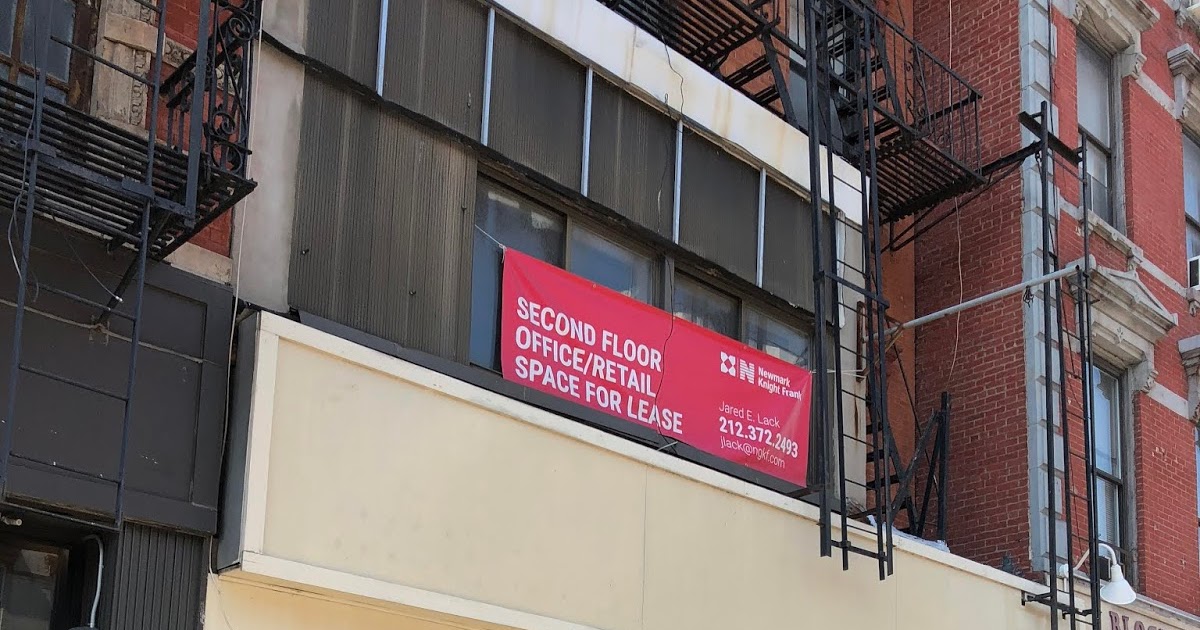 SECOND FLOOR
OFFICE/RETAIL
SPACE FOR LEASE
N Newmark
Knight Frank
Jared E. Lack
212.372.2493
jlack@ngkf.com